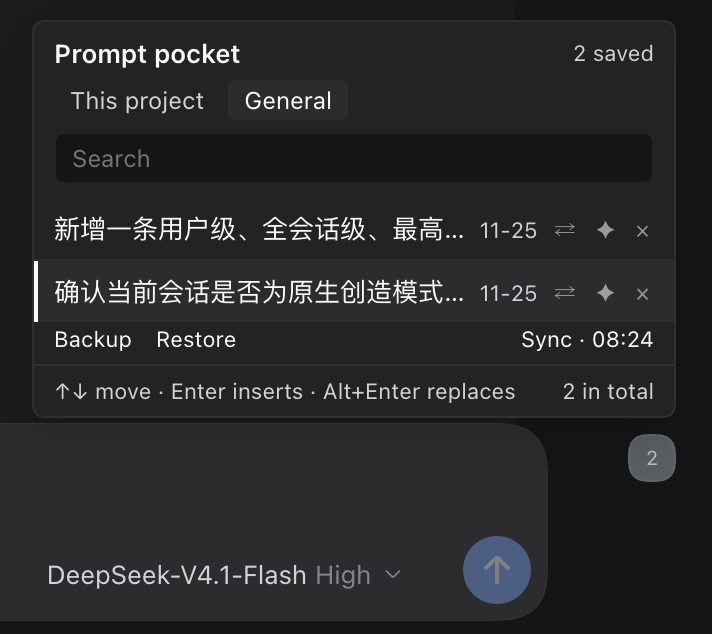 Prompt pocket 2 saved
This project General
Search
新增一条用户级、全会话级、最高... 11-25
确认当前会话是否为原生创造模式... 11-25
Backup Restore Sync · 08:24
↑↓ move · Enter inserts · Alt+Enter replaces 2 in total
2
DeepSeek-V4.1-Flash High